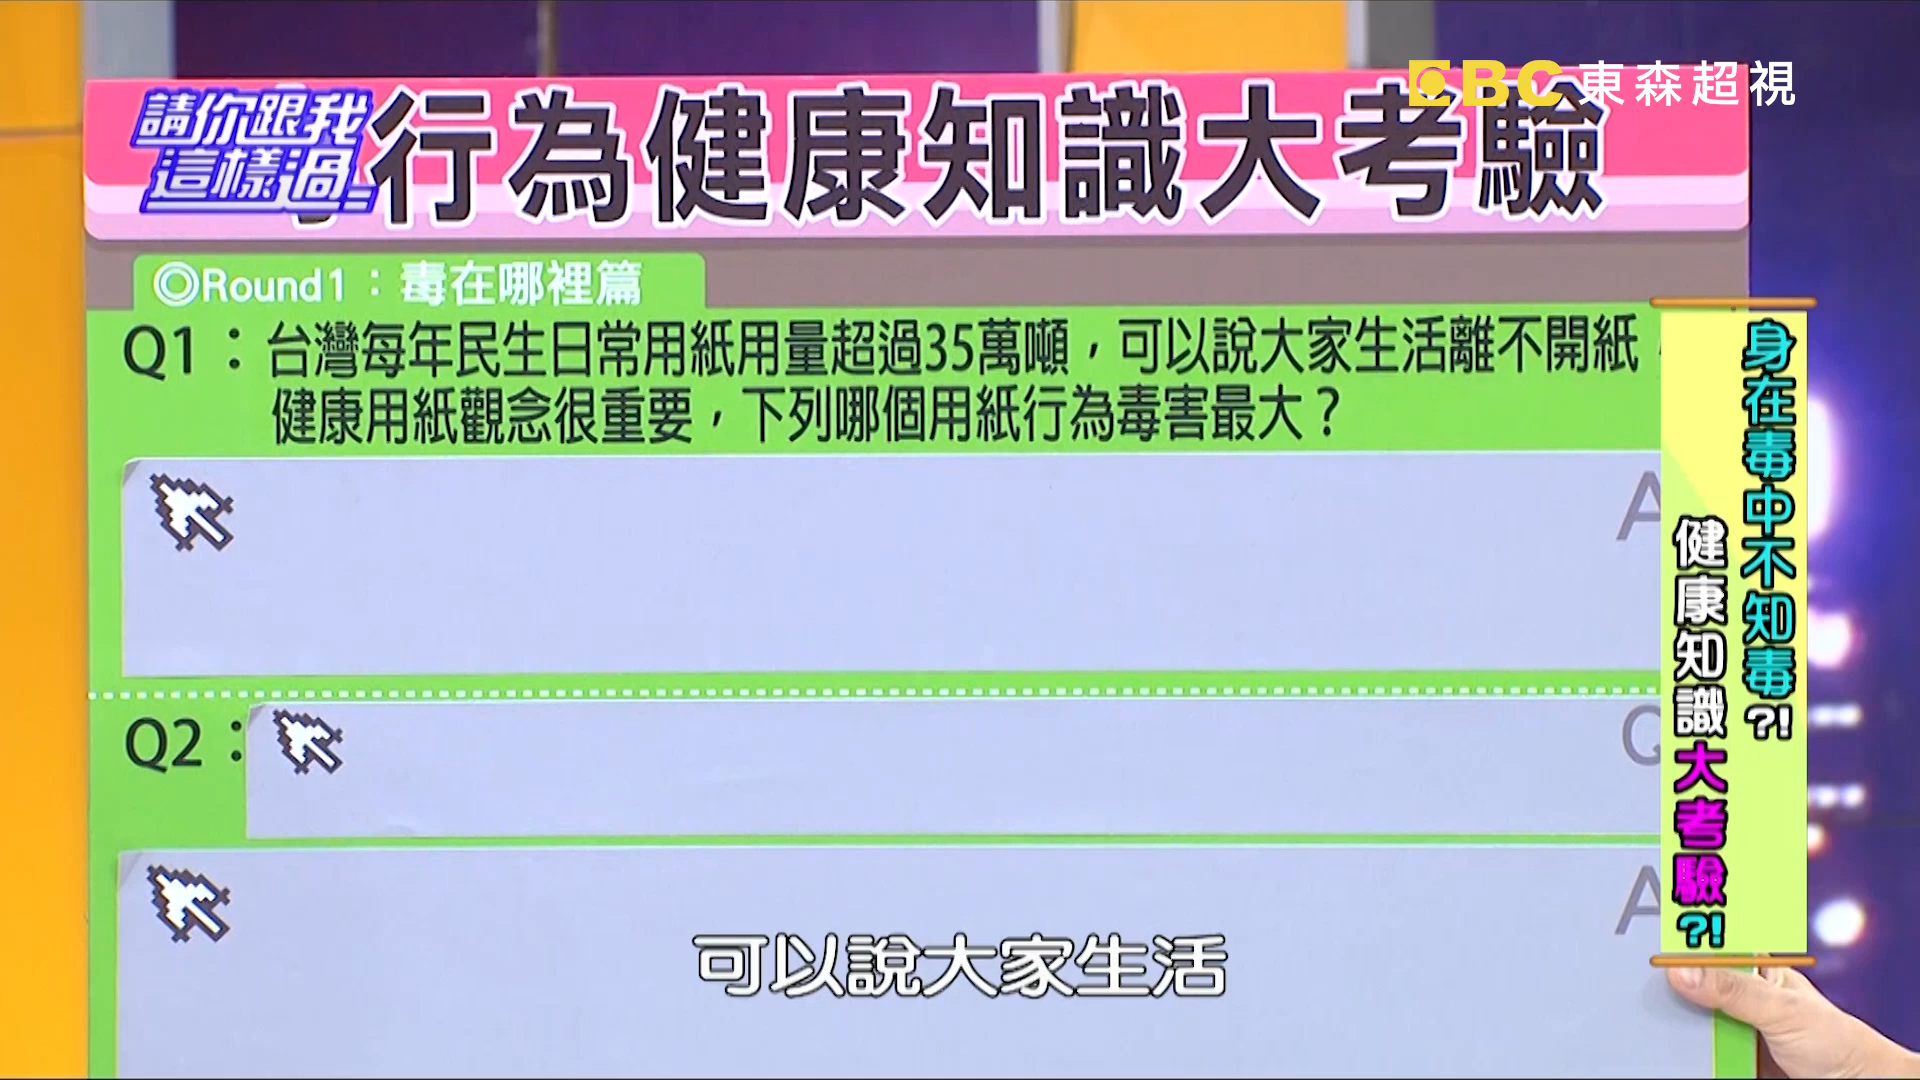 EBC 東森超視
請你跟我
這樣過
行為健康知識大考驗
◎Round1：毒在哪裡篇
Q1：台灣每年民生日常用紙用量超過35萬噸，可以說大家生活離不開紙，
健康用紙觀念很重要，下列哪個用紙行為毒害最大？
A
Q2：
Q
A
身在毒中不知毒?!
健康知識大考驗?!
可以說大家生活